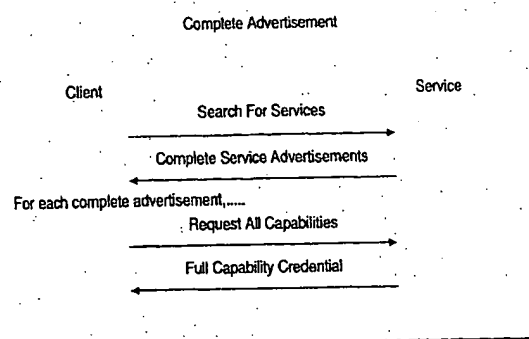 Complete Advertisement
Client
Service
Search For Services
Complete Service Advertisements
For each complete advertisement,.....
Request All Capabilities
Full Capability Credential